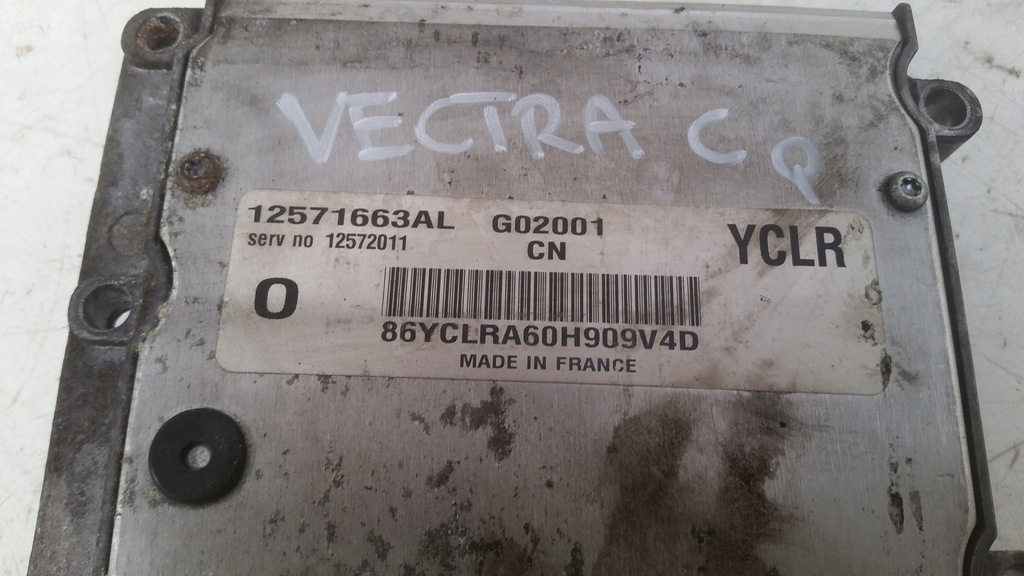 VECTRA C Q
12571663AL G02001 YCLR
serv no 12572011 CN
O
86YCLRA60H909V4D
MADE IN FRANCE